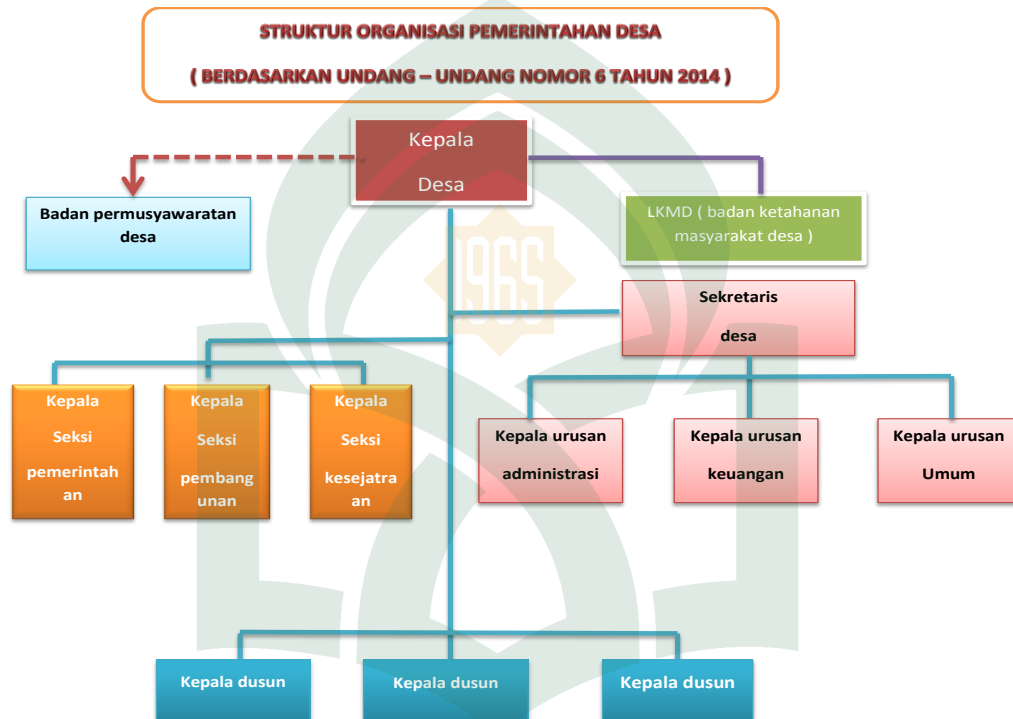 STRUKTUR ORGANISASI PEMERINTAHAN DESA
( BERDASARKAN UNDANG – UNDANG NOMOR 6 TAHUN 2014 )
Kepala
Desa
Badan permusyawaratan
desa
LKMD ( badan ketahanan
masyarakat desa )
1965
Sekretaris
desa
Kepala
Seksi
pemerintah
an
Kepala
Seksi
pembang
unan
Kepala
Seksi
kesejatra
an
Kepala urusan
administrasi
Kepala urusan
keuangan
Kepala urusan
Umum
Kepala dusun
Kepala dusun
Kepala dusun